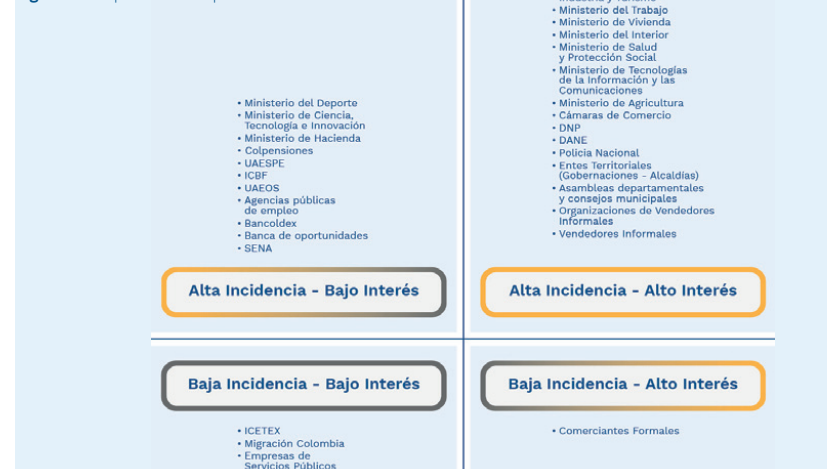 • Ministerio del Deporte
• Ministerio de Ciencia,
Tecnología e Innovación
• Ministerio de Hacienda
• Colpensiones
• UAESPE
• ICBF
• UAEOS
• Agencias públicas
de empleo
• Bancoldex
• Banca de oportunidades
• SENA
Alta Incidencia - Bajo Interés
• Ministerio del Trabajo
• Ministerio de Vivienda
• Ministerio del Interior
• Ministerio de Salud
y Protección Social
• Ministerio de Tecnologías
de la Información y las
Comunicaciones
• Ministerio de Agricultura
• Cámaras de Comercio
• DNP
• DANE
• Policia Nacional
• Entes Territoriales
(Gobernaciones - Alcaldías)
• Asambleas departamentales
y consejos municipales
• Organizaciones de Vendedores
Informales
• Vendedores Informales
Alta Incidencia - Alto Interés
Baja Incidencia - Bajo Interés
• ICETEX
• Migración Colombia
• Empresas de
Servicios Públicos
Baja Incidencia - Alto Interés
• Comerciantes Formales